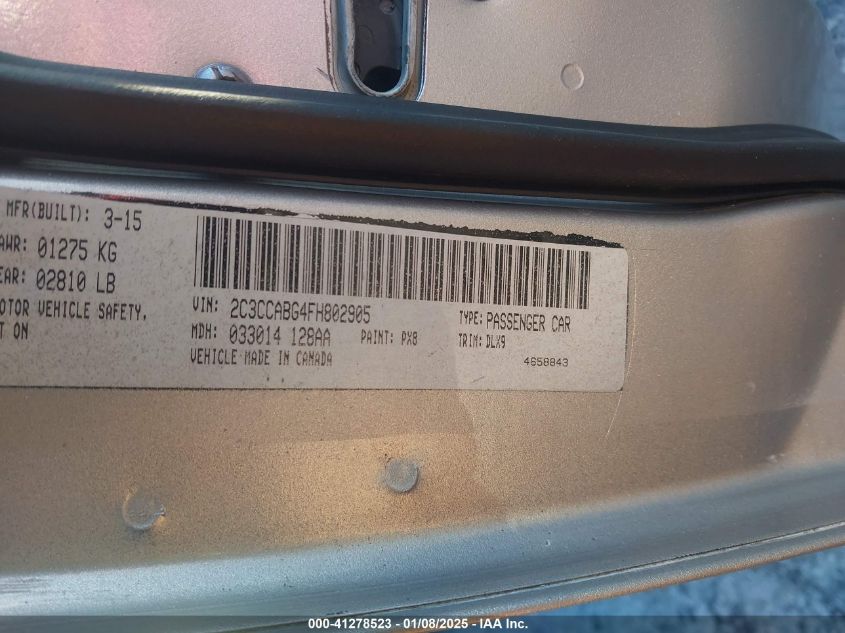 MFR(BUILT): 3-15
AWR: 01275 KG
EAR: 02810 LB
OTOR VEHICLE SAFETY,
T ON
VIN: 2C3CCABG4FH802905
TYPE: PASSENGER CAR
MDH: 033014 128AA PAINT: PX8 TRIM: DLX9
VEHICLE MADE IN CANADA
4658843
000-41278523 - 01/08/2025 - I AA Inc.